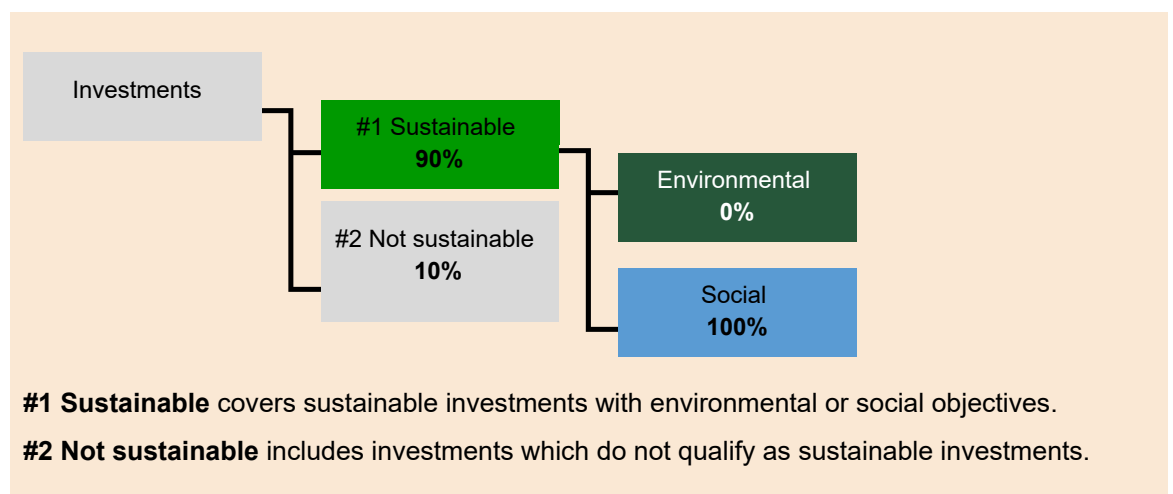 Investments
#1 Sustainable
90%
#2 Not sustainable
10%
Environmental
0%
Social
100%
#1 Sustainable covers sustainable investments with environmental or social objectives.
#2 Not sustainable includes investments which do not qualify as sustainable investments.